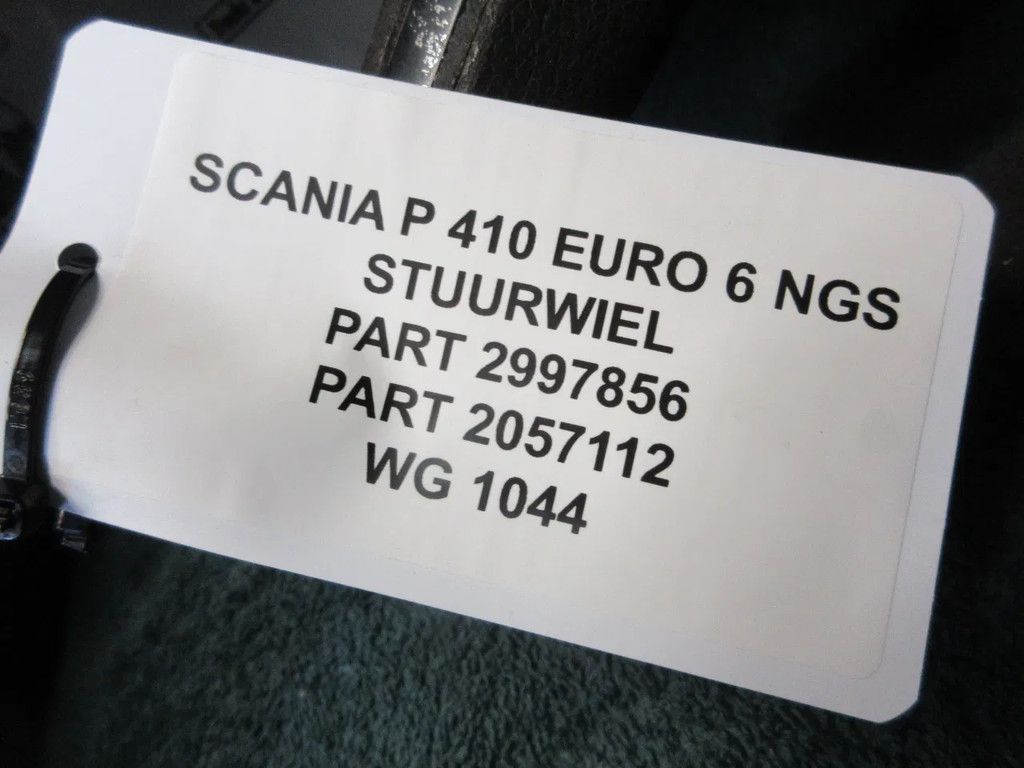 SCANIA P 410 EURO 6 NGS
STUURWIEL
PART 2997856
PART 2057112
WG 1044